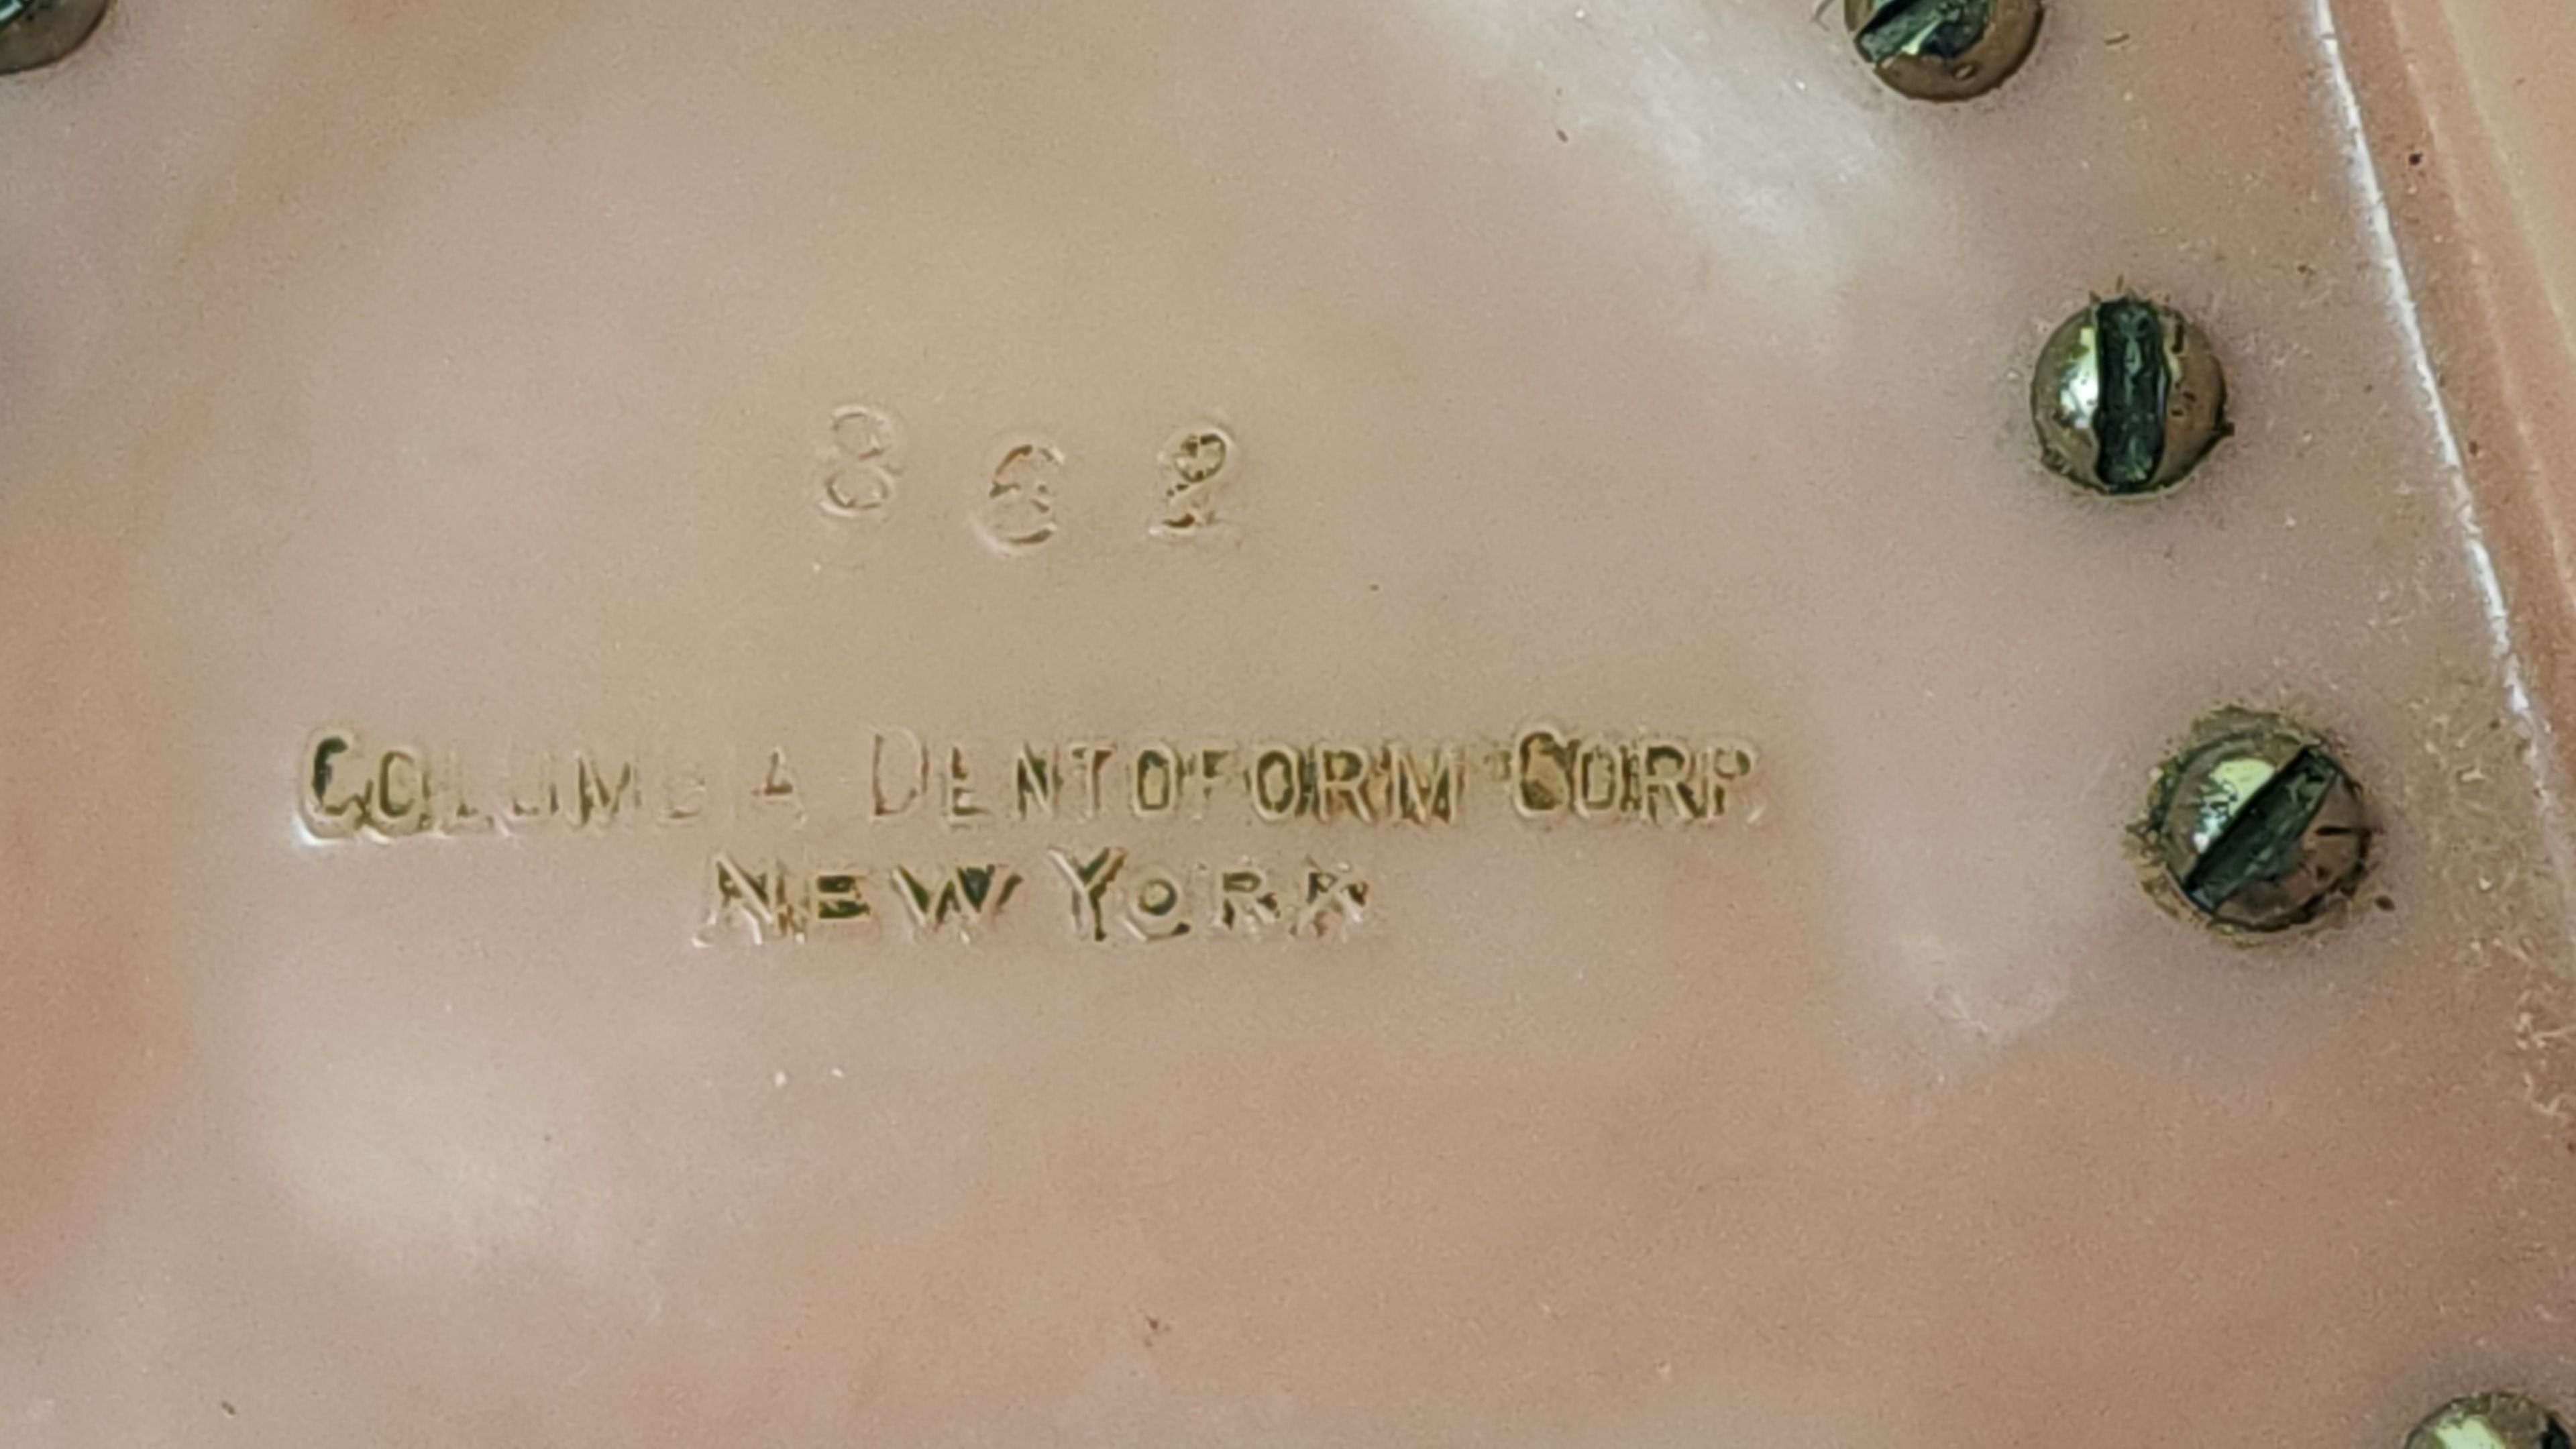 862
COLUMBIA DENTOFORM CORP.
NEW YORK